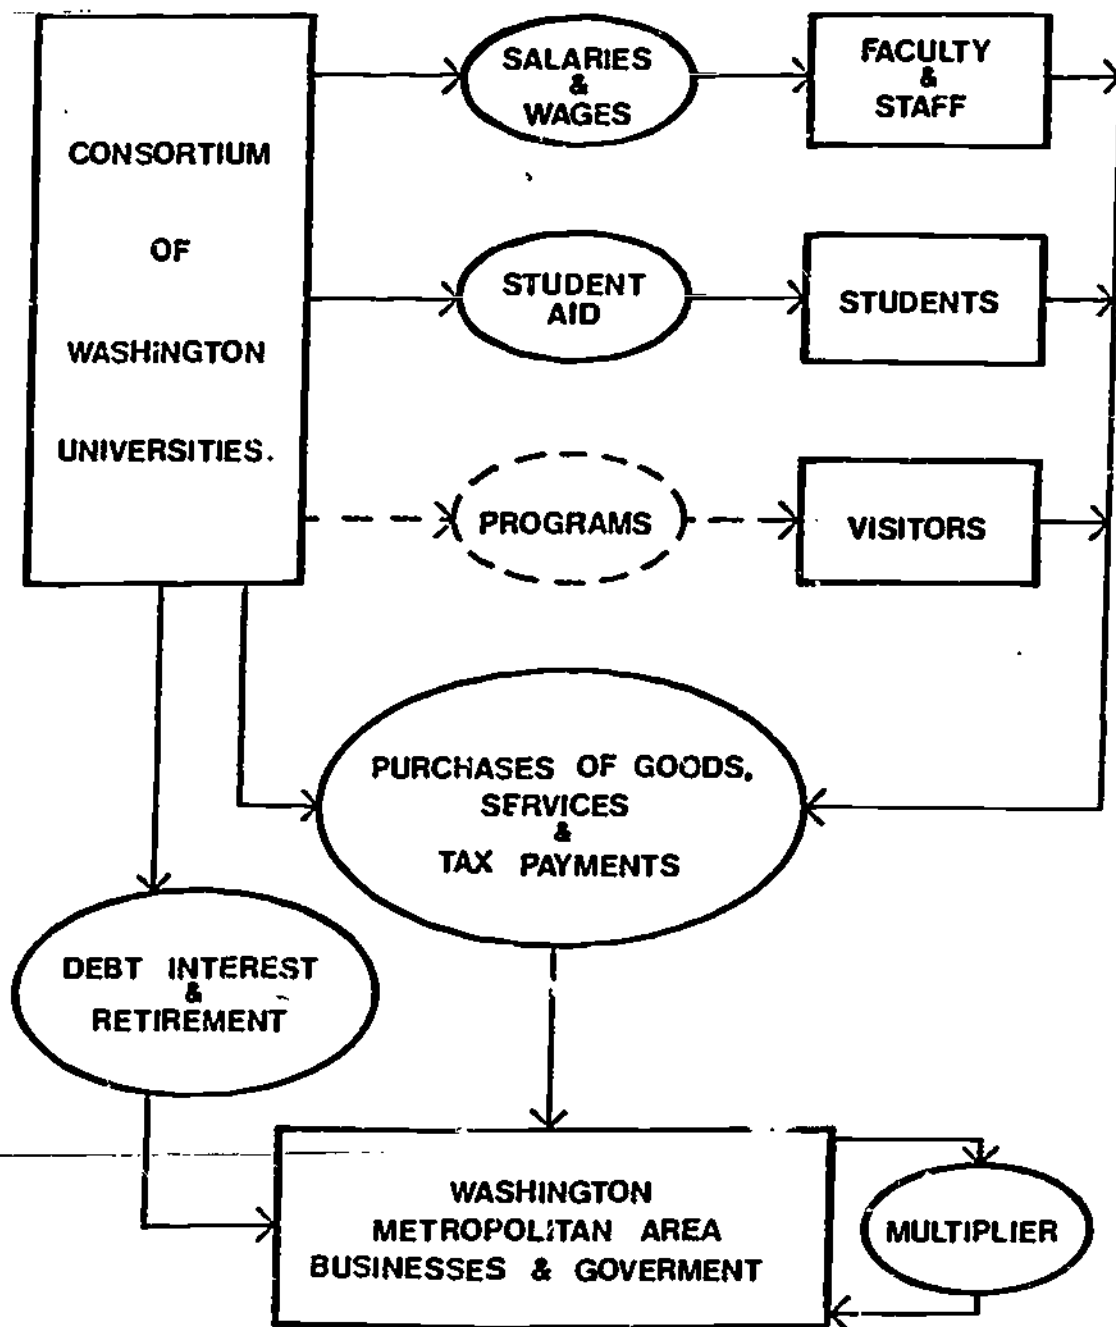 CONSORTIUM
OF
WASHINGTON
UNIVERSITIES.
SALARIES
&
WAGES
FACULTY
&
STAFF
STUDENT
AID
STUDENTS
PROGRAMS
VISITORS
PURCHASES OF GOODS,
SERVICES
&
TAX PAYMENTS
DEBT INTEREST
&
RETIREMENT
WASHINGTON
METROPOLITAN AREA
BUSINESSES & GOVERMENT
MULTIPLIER